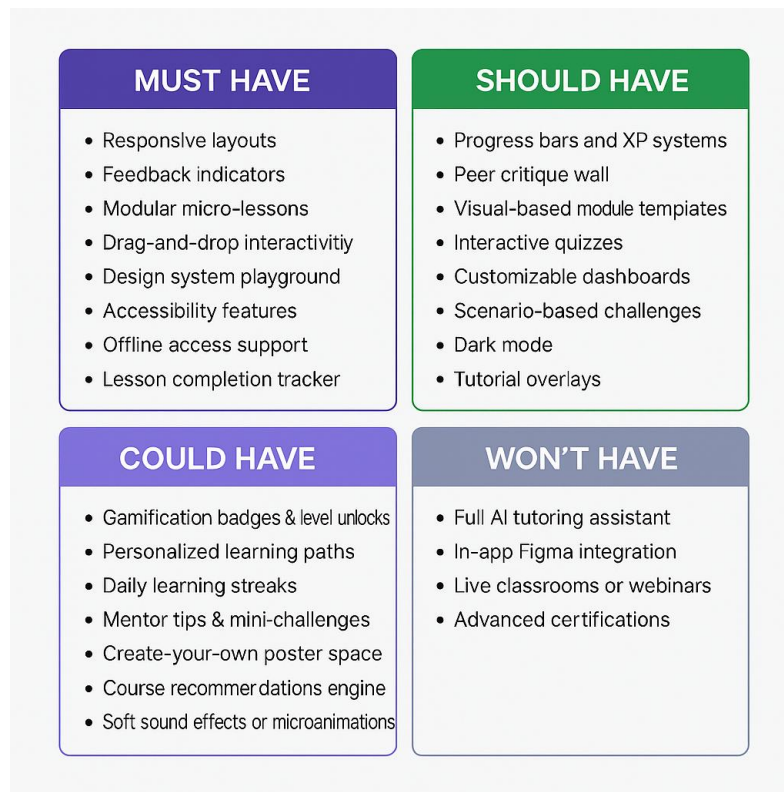 MUST HAVE
• Responsive layouts
• Feedback indicators
• Modular micro-lessons
• Drag-and-drop interactivitiy
• Design system playground
• Accessibility features
• Offline access support
• Lesson completion tracker
SHOULD HAVE
• Progress bars and XP systems
• Peer critique wall
• Visual-based module templates
• Interactive quizzes
• Customizable dashboards
• Scenario-based challenges
• Dark mode
• Tutorial overlays
COULD HAVE
• Gamification badges & level unlocks
• Personalized learning paths
• Daily learning streaks
• Mentor tips & mini-challenges
• Create-your-own poster space
• Course recommerdations engine
• Soft sound effects or microanimations
WON'T HAVE
• Full AI tutoring assistant
• In-app Figma integration
• Live classrooms or webinars
• Advanced certifications